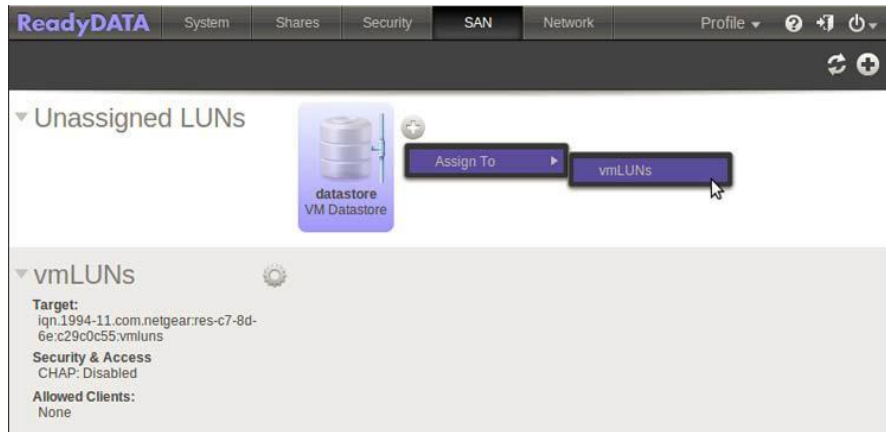 ReadyDATA System Shares Security SAN Network Profile
Unassigned LUNs
Assign To
vmLUNs
datastore
VM Datastore
vmLUNs
Target:
iqn.1994-11.com.netgear:res-c7-8d-
6e:c29c0c55:vmluns
Security & Access
CHAP: Disabled
Allowed Clients:
None